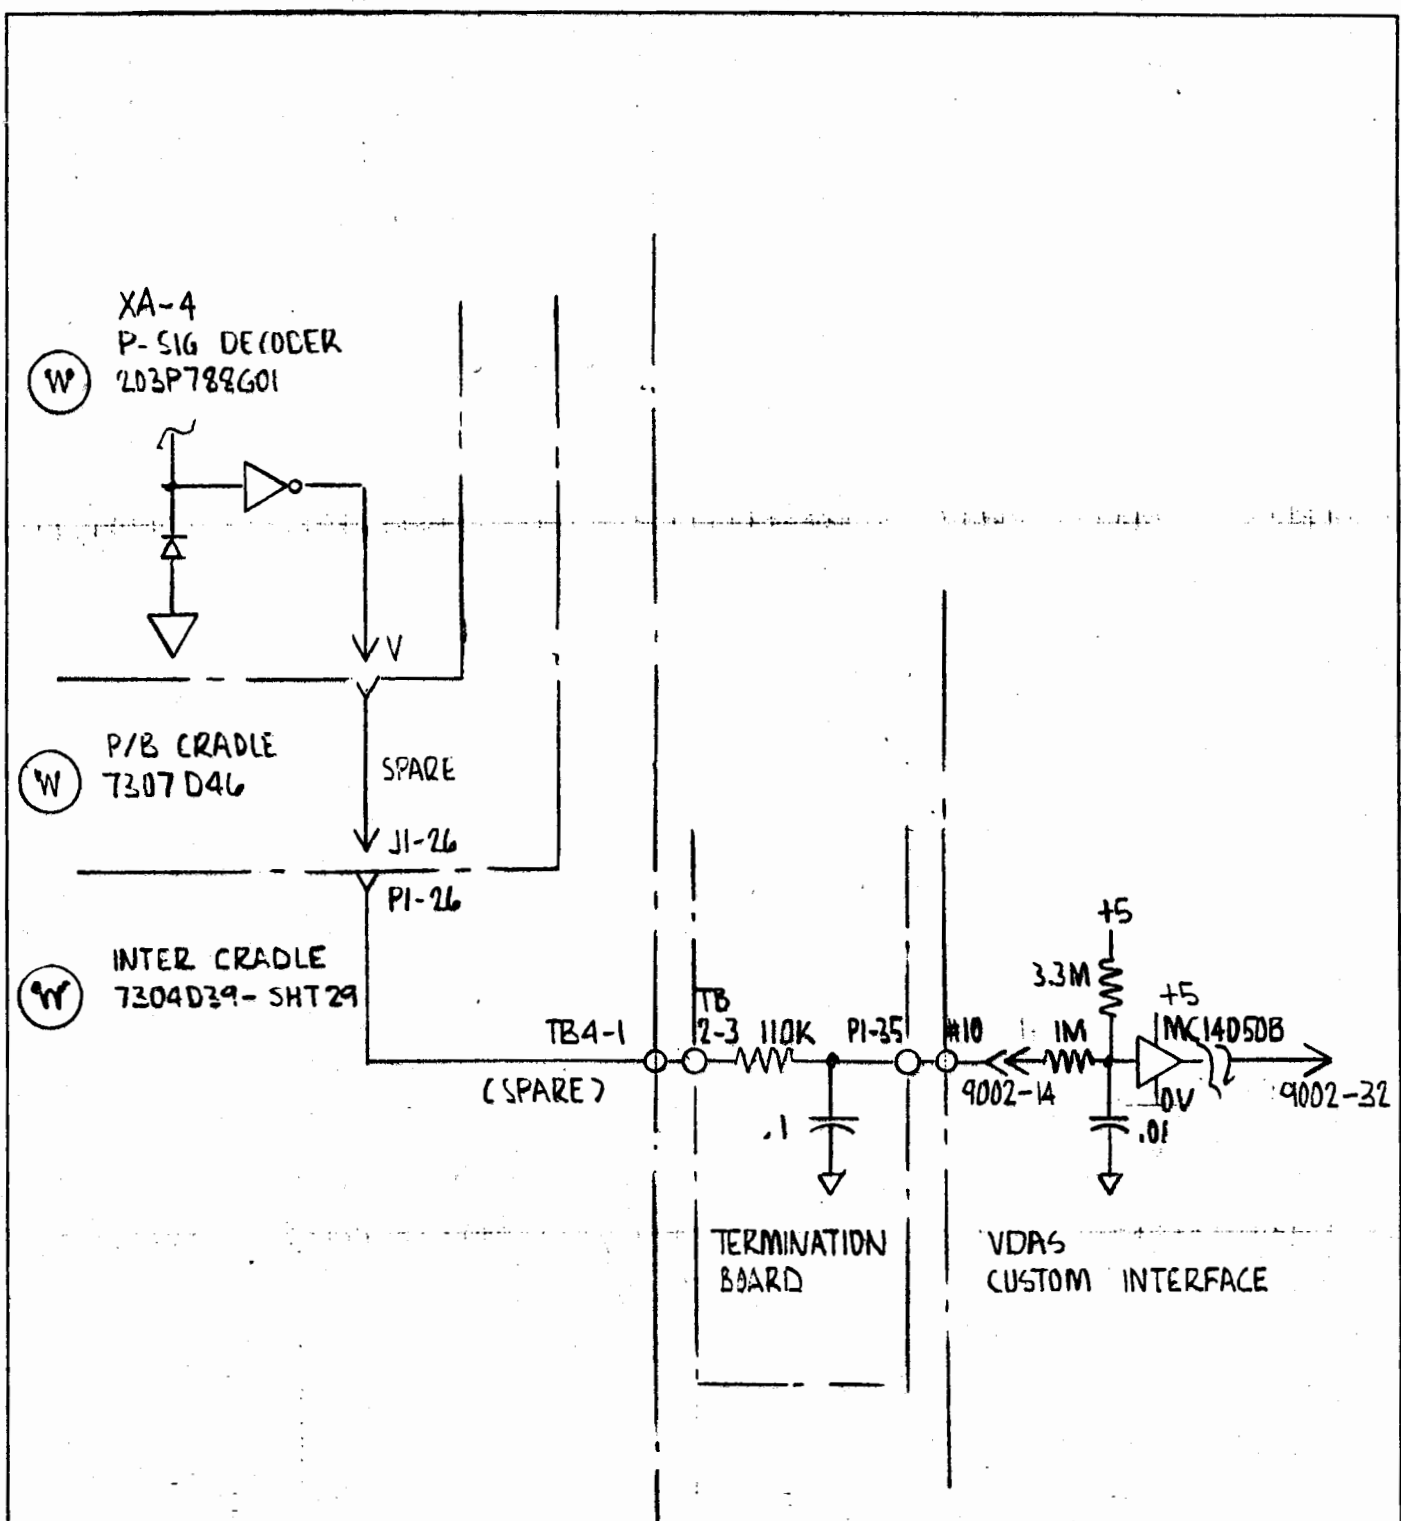 XA-4
P-SIG DECODER
W
203P788G01
V
P/B CRADLE
W
7307D46
SPARE
J1-26
P1-26
INTER CRADLE
W
7304D39-SHT29
TB4-1
(SPARE)
TB
2-3
110K
.1
P1-35
#10
9002-14
1M
3.3M
+5
+5
MC14050B
0V
.01
9002-32
TERMINATION
BOARD
VDAS
CUSTOM INTERFACE